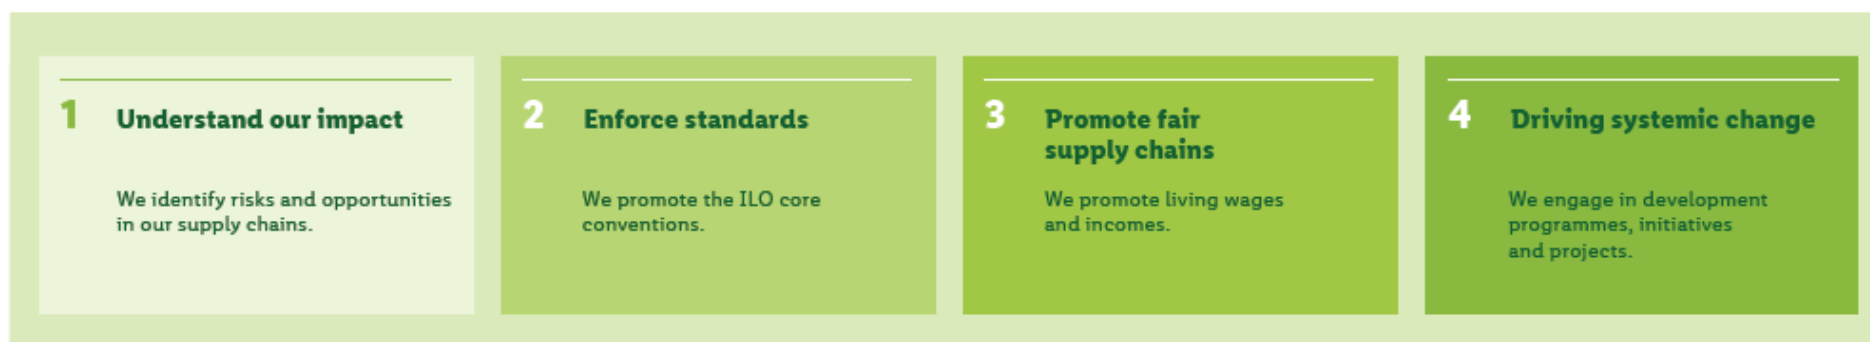 1
Understand our impact
We identify risks and opportunities
in our supply chains.
2
Enforce standards
We promote the ILO core
conventions.
3
Promote fair
supply chains
We promote living wages
and incomes.
4
Driving systemic change
We engage in development
programmes, initiatives
and projects.